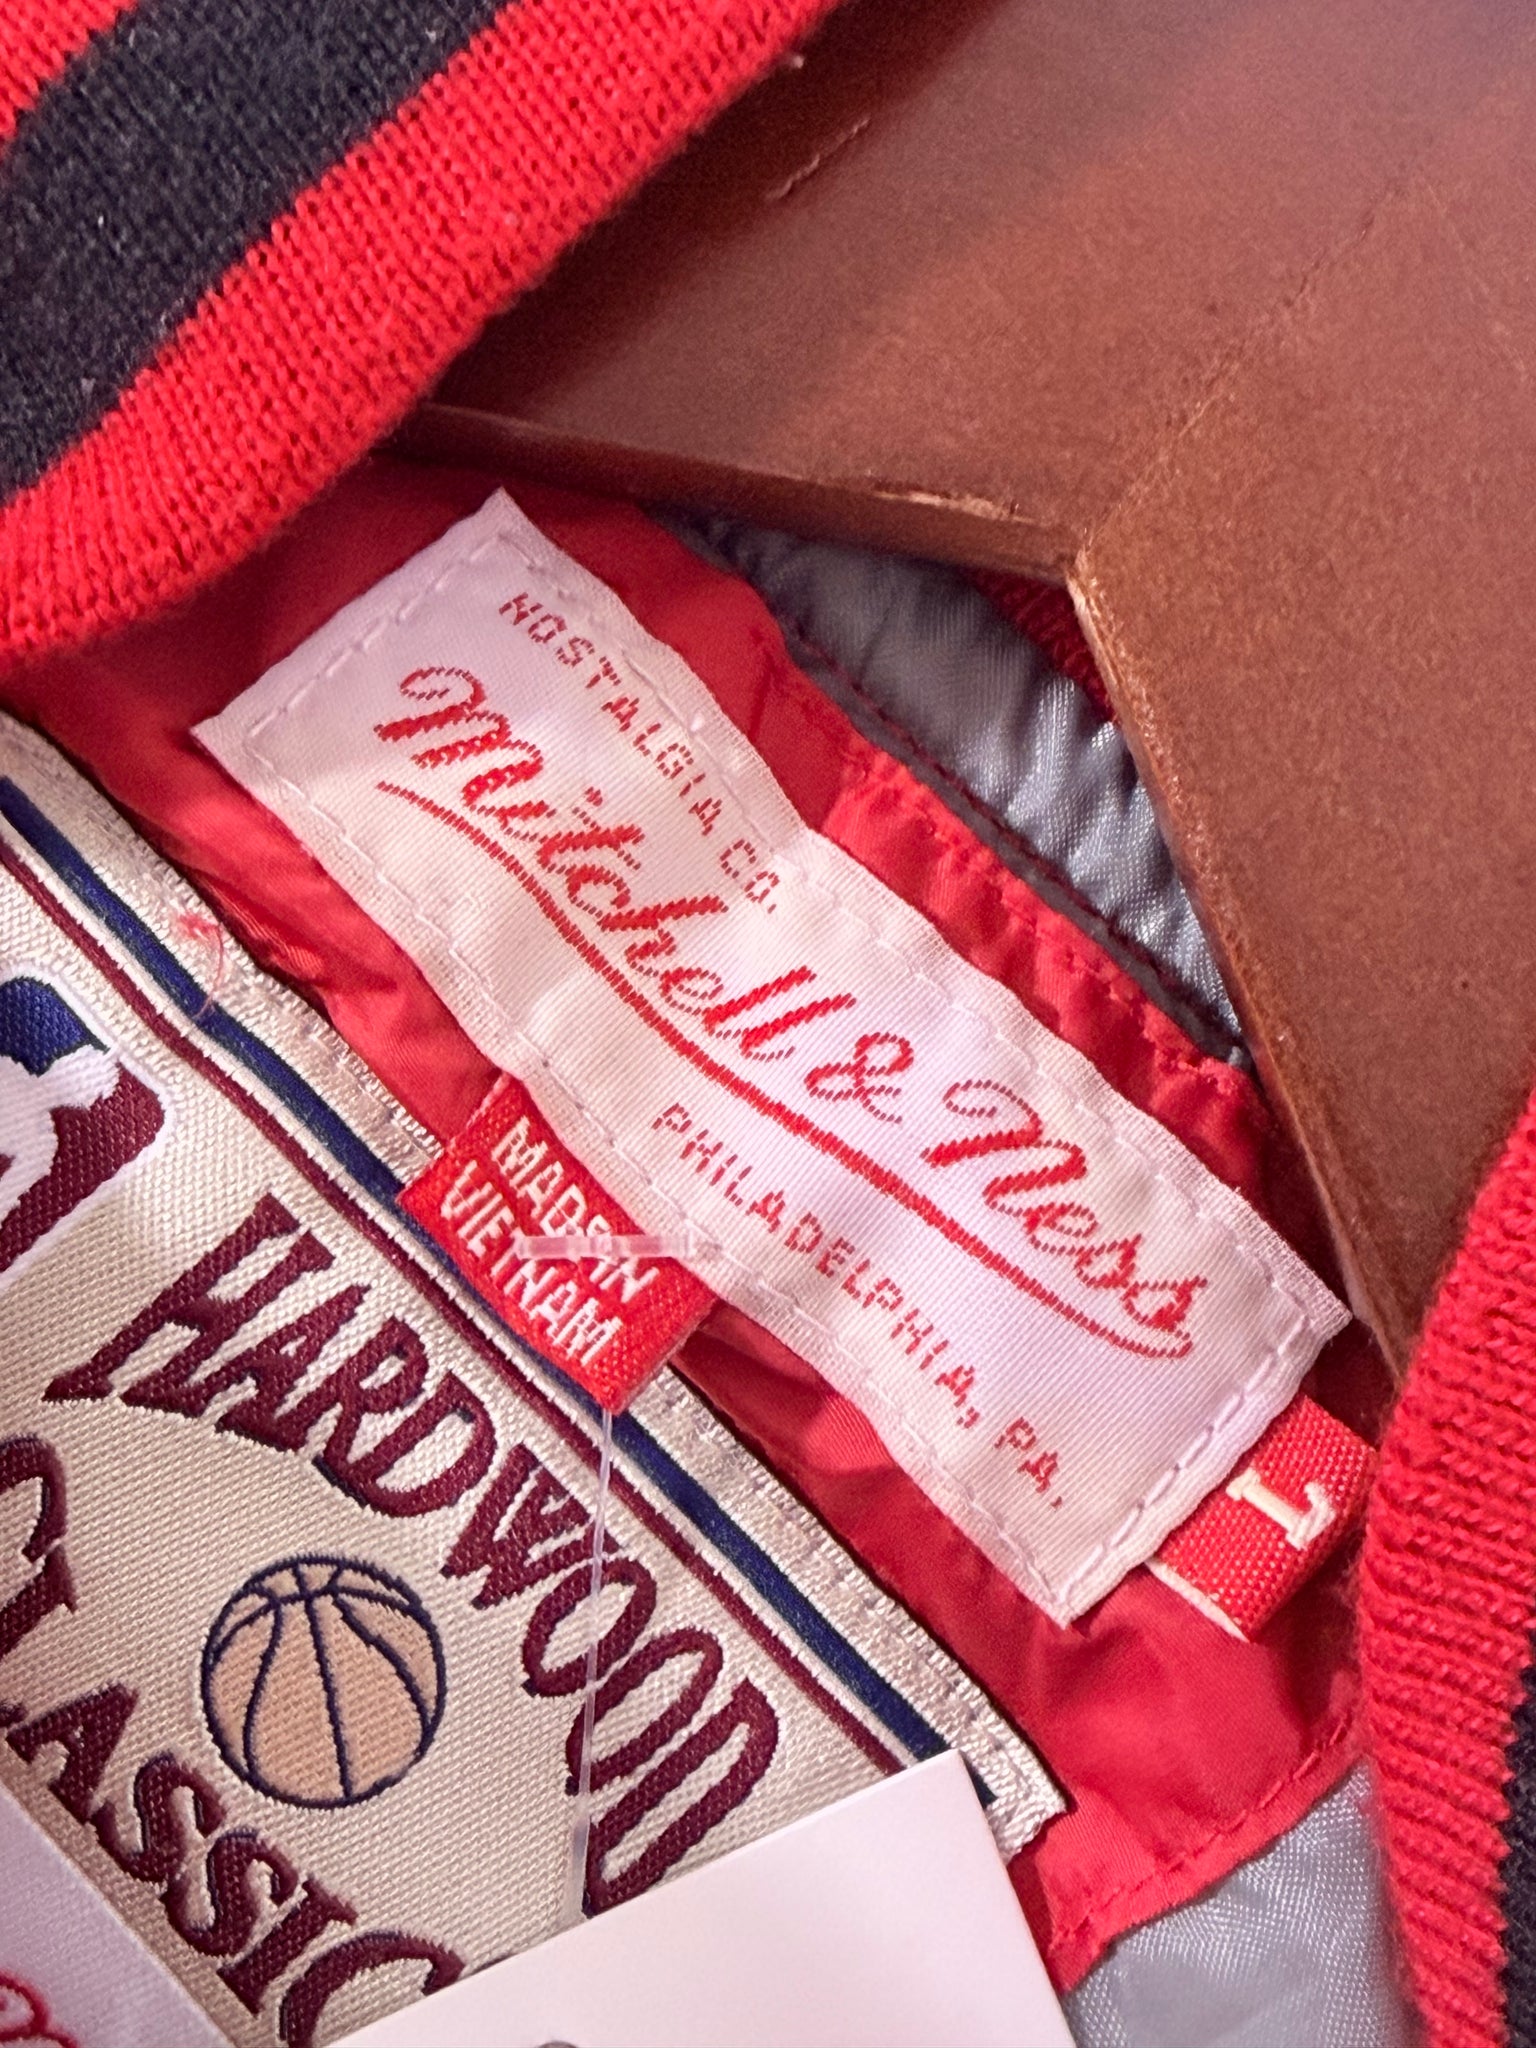 NOSTALGIA CO.
Mitchell & Ness
PHILADELPHIA, PA.
MADE IN
VIETNAM
L
HARDWOOD
CLASSIC